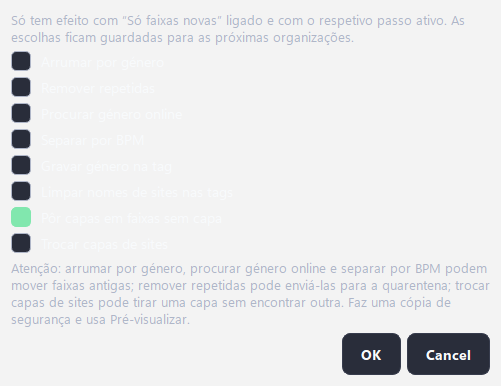 Só tem efeito com “Só faixas novas” ligado e com o respetivo passo ativo. As
escolhas ficam guardadas para as próximas organizações.
Arrumar por género
Remover repetidas
Procurar género online
Separar por BPM
Gravar género na tag
Limpar nomes de sites nas tags
Pôr capas em faixas sem capa
Trocar capas de sites
Atenção: arrumar por género, procurar género online e separar por BPM podem
mover faixas antigas; remover repetidas pode enviá-las para a quarentena; trocar
capas de sites pode tirar uma capa sem encontrar outra. Faz uma cópia de
segurança e usa Pré-visualizar.
OK
Cancel